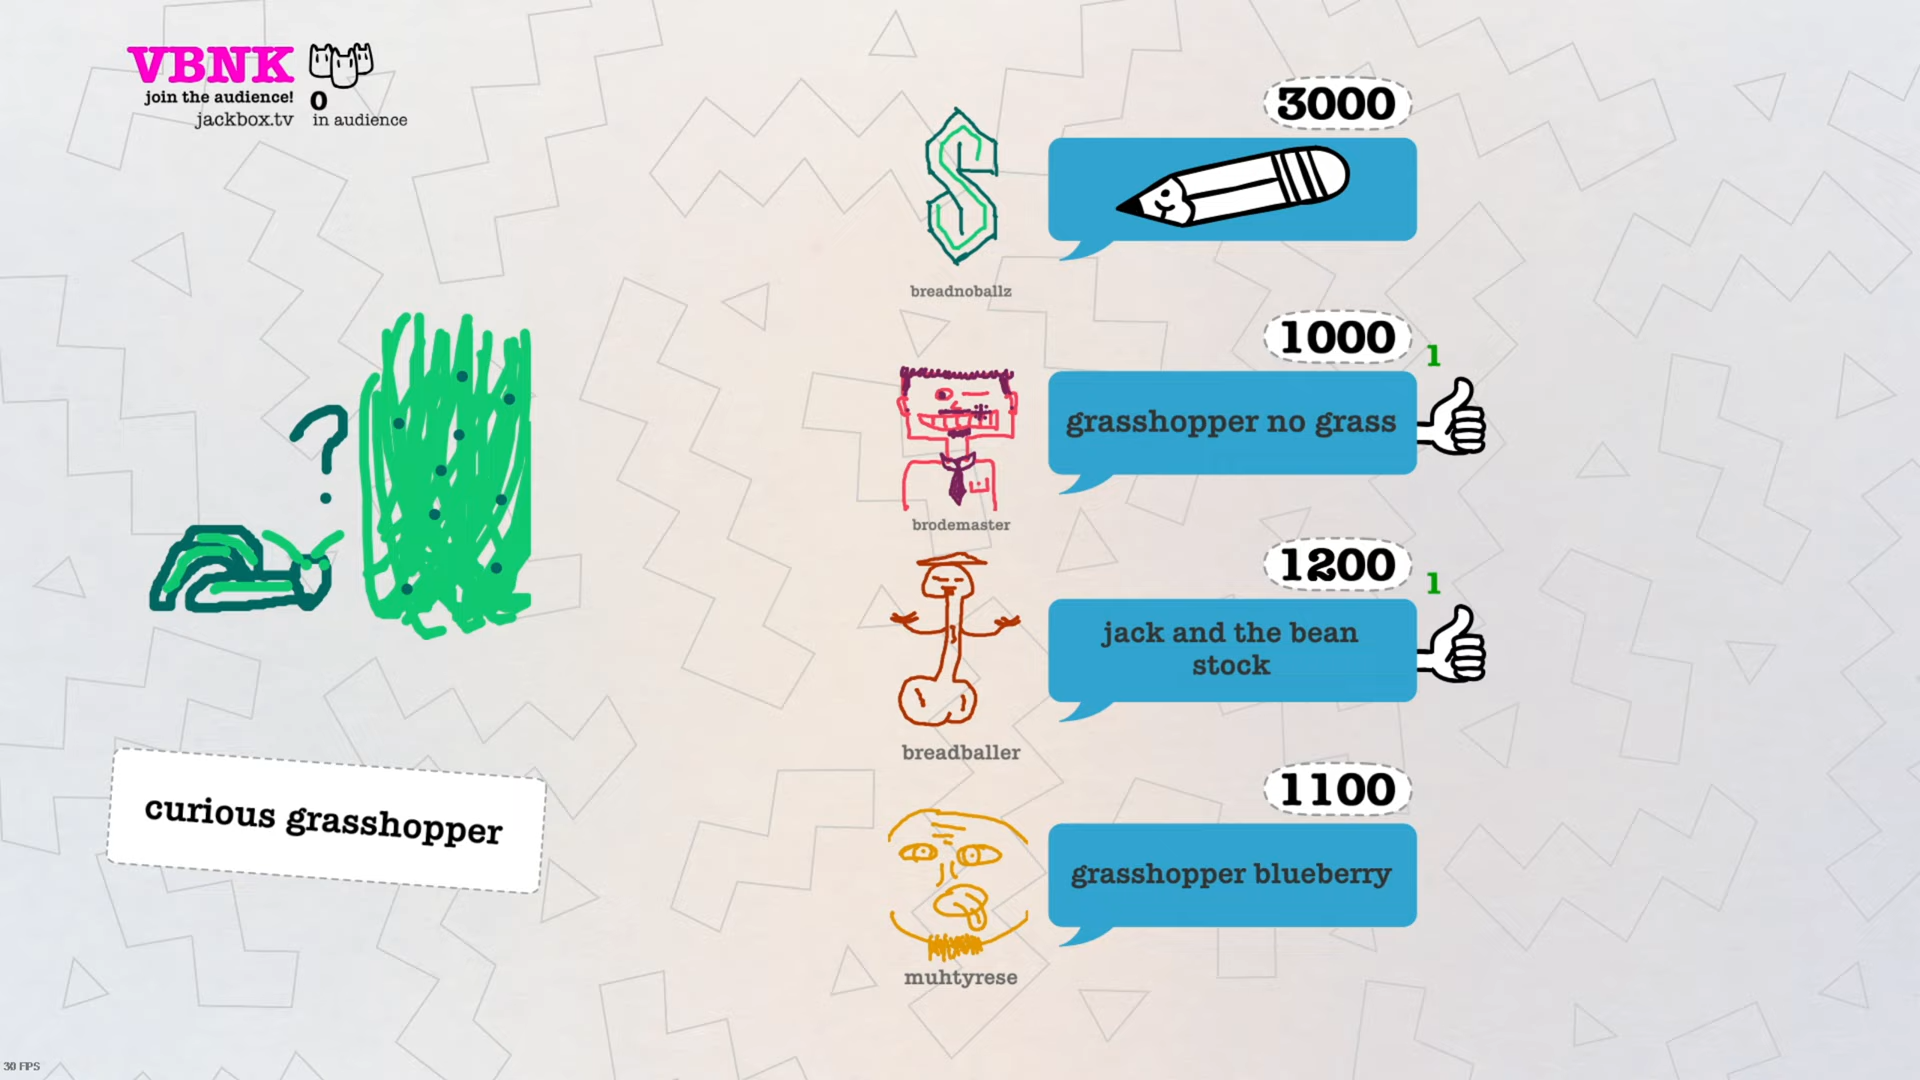 VBNK
join the audience!
jackbox.tv
0
in audience
3000
breadnoballz
1000
1
grasshopper no grass
brodemaster
?
1200
1
jack and the bean
stock
breadballer
curious grasshopper
1100
grasshopper blueberry
muhtyrese
30 FPS